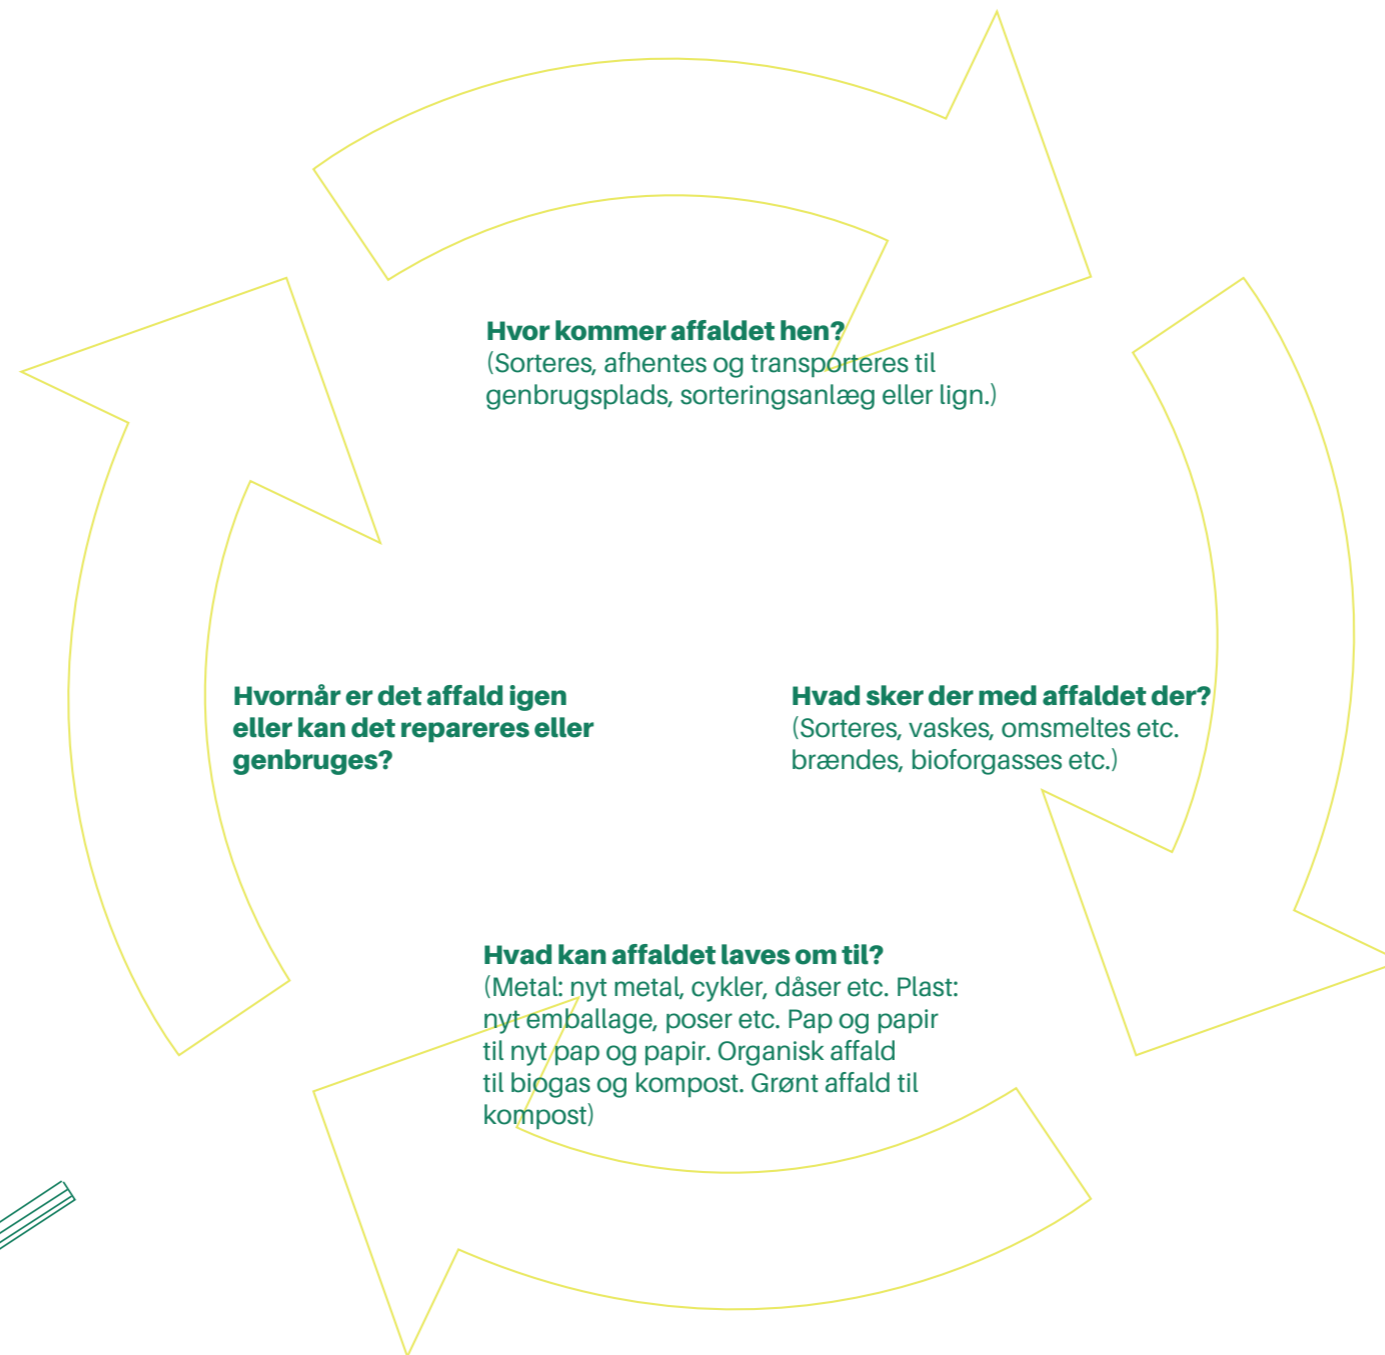 Hvor kommer affaldet hen?
(Sorteres, afhentes og transporteres til
genbrugsplads, sorteringsanlæg eller lign.)
Hvornår er det affald igen
eller kan det repareres eller
genbruges?
Hvad sker der med affaldet der?
(Sorteres, vaskes, omsmeltes etc.
brændes, bioforgasses etc.)
Hvad kan affaldet laves om til?
(Metal: nyt metal, cykler, dåser etc. Plast:
nyt emballage, poser etc. Pap og papir
til nyt pap og papir. Organisk affald
til biogas og kompost. Grønt affald til
kompost)